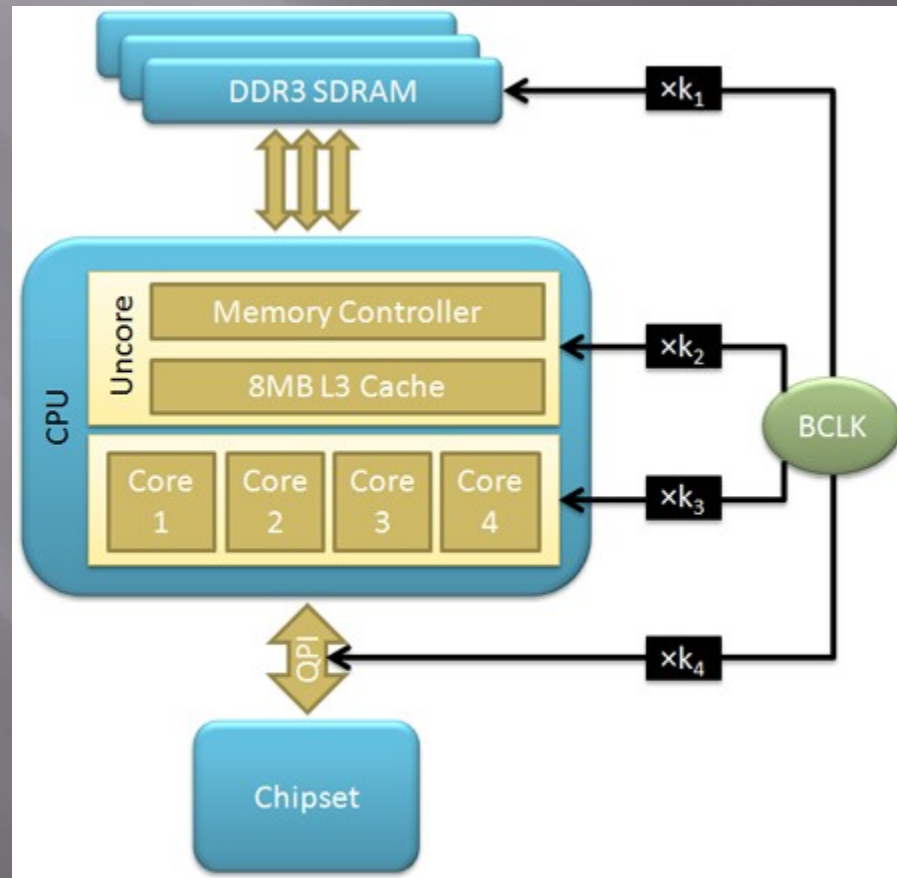 DDR3 SDRAM
×k₁
CPU
Uncore
Memory Controller
8MB L3 Cache
×k₂
BCLK
Core
1
Core
2
Core
3
Core
4
×k₃
QPI
×k₄
Chipset